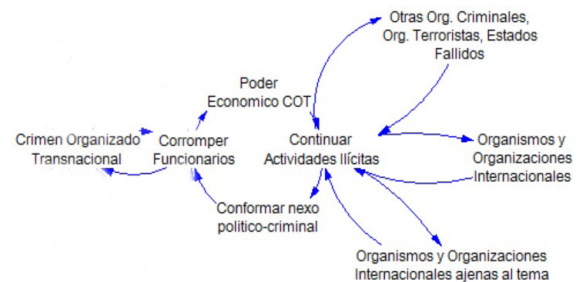 Otras Org. Criminales,
Org. Terroristas, Estados
Fallidos
Poder
Economico COT
Crimen Organizado
Transnacional
Corromper
Funcionarios
Continuar
Actividades Ilícitas
Organismos y
Organizaciones
Internacionales
Conformar nexo
politico-criminal
Organismos y Organizaciones
Internacionales ajenas al tema